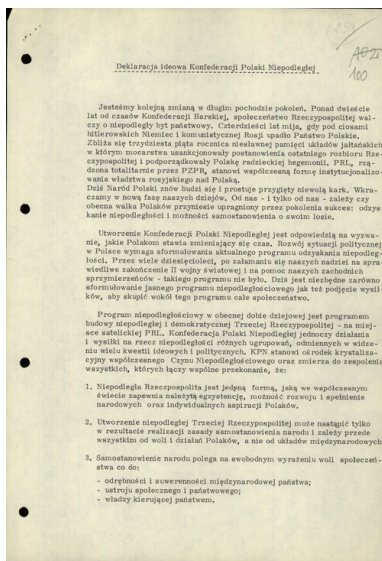 AO 25
100
Deklaracja ideowa Konfederacji Polski Niepodległej
Jesteśmy kolejną zmianą w długim pochodzie pokoleń. Ponad dwieście
lat od czasów Konfederacji Barskiej, społeczeństwo Rzeczypospolitej wal-
czy o niepodległy byt państwowy. Czterdzieści lat mija, gdy pod ciosami
hitlerowskich Niemiec i komunistycznej Rosji upadło Państwo Polskie.
Zbliża się trzydziesta piąta rocznica niesławnej pamięci układów jałtańskich
w którym mocarstwa usankcjonowały postanowienia ostatniego rozbioru Rze-
czypospolitej i podporządkowały Polskę radzieckiej hegemonii. PRL, rzą-
dzona totalitarnie przez PZPR, stanowi współczesną formę instytucjonalizo-
wania władztwa rosyjskiego nad Polską.
Dziś Naród Polski znów budzi się i prostuje przygięty niewolą kark. Wkra-
czamy w nową fazę naszych dziejów. Od nas - i tylko od nas - zależy czy
obecna walka Polaków przyniesie upragniony przez pokolenia sukces: odzys-
kanie niepodległości i możności samostanowienia o swoim losie.
Utworzenie Konfederacji Polski Niepodległej jest odpowiedzią na wyzwa-
nie, jakie Polakom stawia zmieniający się czas. Rozwój sytuacji politycznej
w Polsce wymaga sformułowania aktualnego programu odzyskania niepodleg-
łości. Przez wiele dziesięcioleci, po załamaniu się naszych nadziei na spra-
wiedliwe zakończenie II wojny światowej i na pomoc naszych zachodnich
sprzymierzeńców - takiego programu nie było. Dziś jest niezbędne zarówno
sformułowanie jasnego programu niepodległościowego jak też podjęcie wysił-
ków, aby skupić wokół tego programu całe społeczeństwo.
Program niepodległościowy w obecnej dobie dziejowej jest programem
budowy niepodległej i demokratycznej Trzeciej Rzeczypospolitej - na miej-
sce satelickiej PRL. Konfederacja Polski Niepodległej jednoczy działania
i wysiłki na rzecz niepodległości różnych ugrupowań, odmiennych w widze-
niu wielu kwestii ideowych i politycznych. KPN stanowi ośrodek krystaliza-
cyjny współczesnego Czynu Niepodległościowego oraz zmierza do zespolenia
wszystkich, których łączy wspólne przekonanie, że:
1. Niepodległa Rzeczpospolita jest jedyną formą, jaką we współczesnym
świecie zapewnia należytą egzystencję, możność rozwoju i spełnienie
narodowych oraz indywidualnych aspiracji Polaków.
2. Utworzenie niepodległej Trzeciej Rzeczypospolitej może nastąpić tylko
w rezultacie realizacji zasady samostanowienia narodu i zależy przede
wszystkim od woli i działań Polaków, a nie od układów międzynarodowych
3. Samostanowienie narodu polega na swobodnym wyrażeniu woli społeczeń-
stwa co do:
- odrębności i suwerenności międzynarodowej państwa;
- ustroju społecznego i państwowego;
- władzy kierującej państwem.